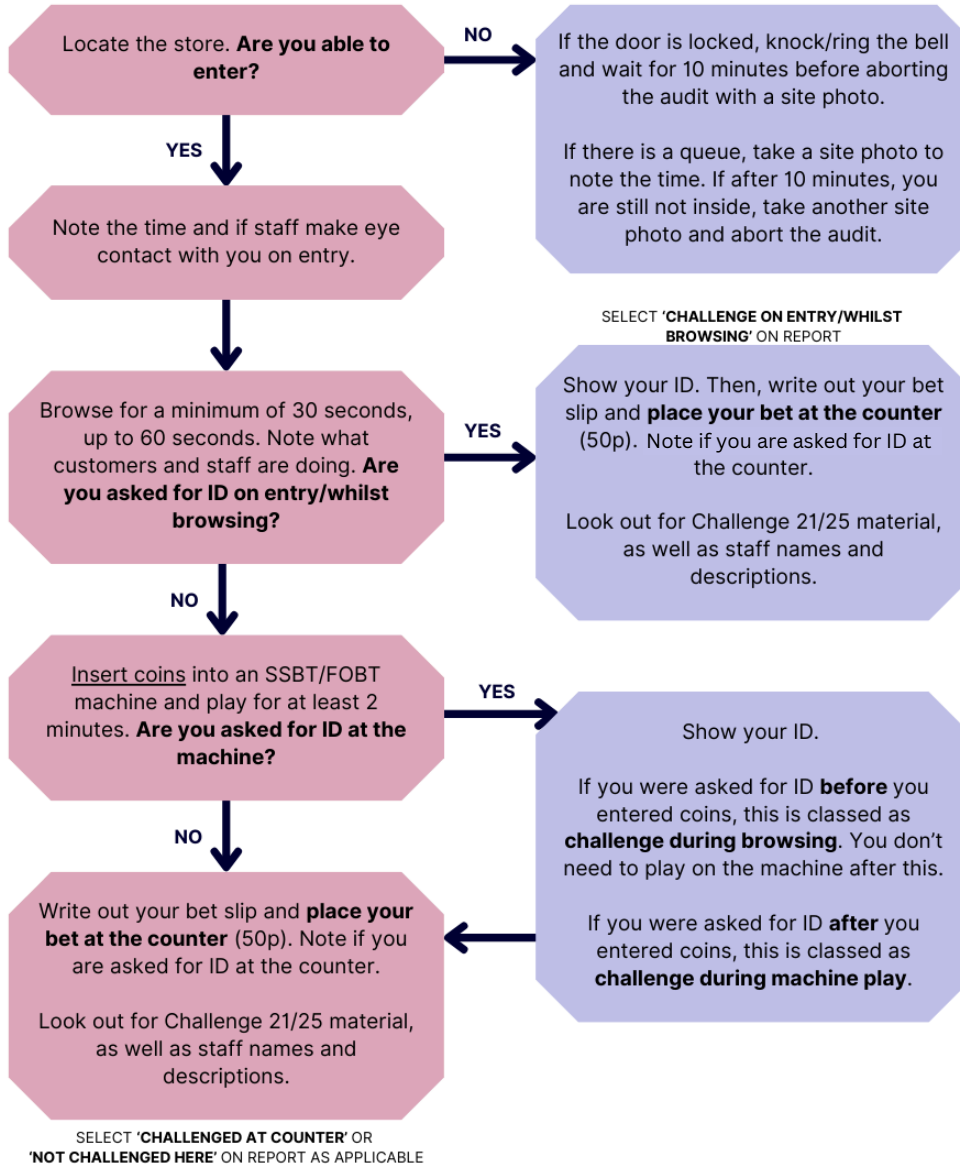 Locate the store. Are you able to
enter?
NO
If the door is locked, knock/ring the bell
and wait for 10 minutes before aborting
the audit with a site photo.
If there is a queue, take a site photo to
note the time. If after 10 minutes, you
are still not inside, take another site
photo and abort the audit.
YES
Note the time and if staff make eye
contact with you on entry.
SELECT ‘CHALLENGE ON ENTRY/WHILST
BROWSING’ ON REPORT
Browse for a minimum of 30 seconds,
up to 60 seconds. Note what
customers and staff are doing. Are
you asked for ID on entry/whilst
browsing?
YES
Show your ID. Then, write out your bet
slip and place your bet at the counter
(50p). Note if you are asked for ID at
the counter.
Look out for Challenge 21/25 material,
as well as staff names and
descriptions.
NO
Insert coins into an SSBT/FOBT
machine and play for at least 2
minutes. Are you asked for ID at the
machine?
YES
Show your ID.
If you were asked for ID before you
entered coins, this is classed as
challenge during browsing. You don’t
need to play on the machine after this.
If you were asked for ID after you
entered coins, this is classed as
challenge during machine play.
NO
Write out your bet slip and place your
bet at the counter (50p). Note if you
are asked for ID at the counter.
Look out for Challenge 21/25 material,
as well as staff names and
descriptions.
SELECT ‘CHALLENGED AT COUNTER’ OR
‘NOT CHALLENGED HERE’ ON REPORT AS APPLICABLE